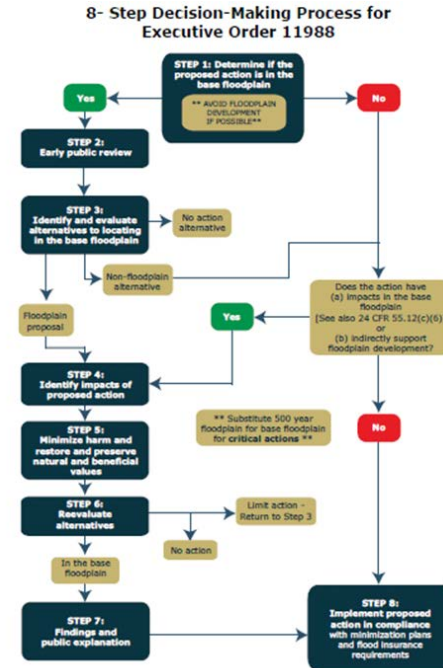 8- Step Decision-Making Process for
Executive Order 11988
STEP 1: Determine if the
proposed action is in the
base floodplain
** AVOID FLOODPLAIN
DEVELOPMENT
IF POSSIBLE**
Yes
No
STEP 2:
Early public review
STEP 3:
Identify and evaluate
alternatives to locating
in the base floodplain
No action
alternative
Non-floodplain
alternative
Floodplain
proposal
Does the action have
(a) impacts in the base
floodplain
[See also 24 CFR 55.12(c)(6)
or
(b) indirectly support
floodplain development?
Yes
STEP 4:
Identify impacts of
proposed action
** Substitute 500 year
floodplain for base floodplain
for critical actions **
No
STEP 5:
Minimize harm and
restore and preserve
natural and beneficial
values
STEP 6:
Reevaluate
alternatives
Limit action -
Return to Step 3
No action
In the base
floodplain
STEP 7:
Findings and
public explanation
STEP 8:
Implement proposed
action in compliance
with minimization plans
and flood insurance
requirements